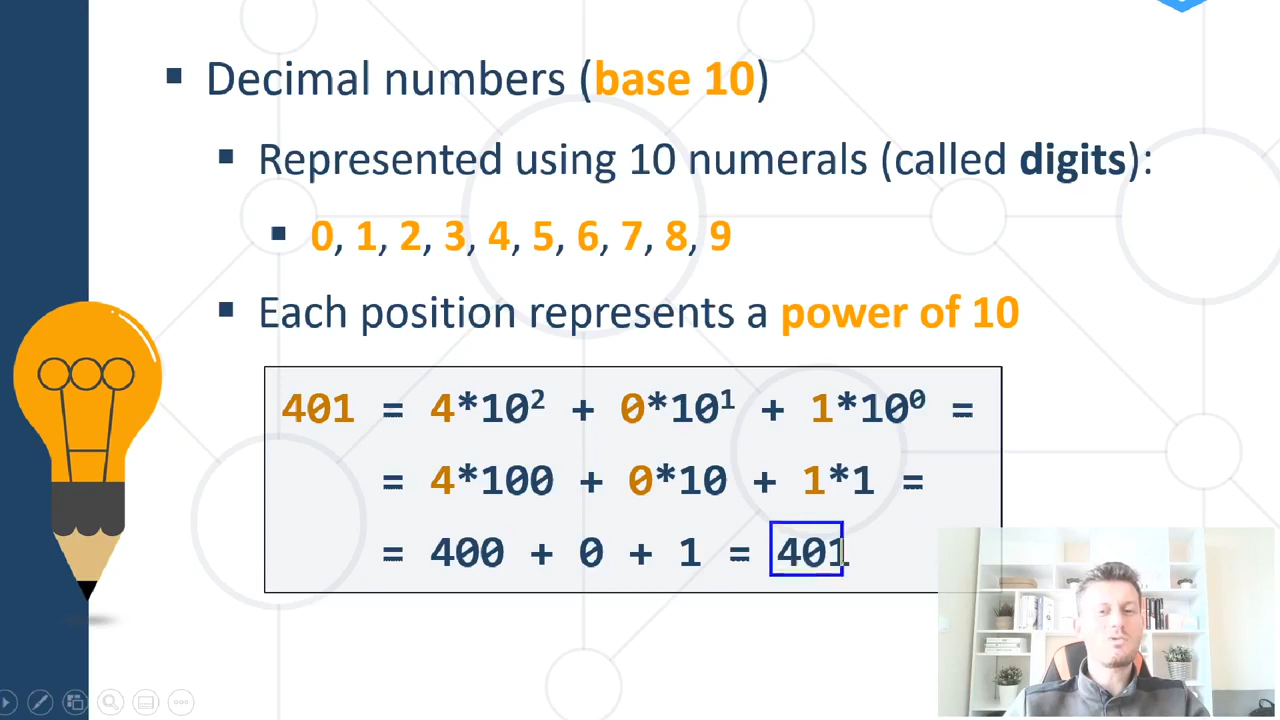 Decimal numbers (base 10)
Represented using 10 numerals (called digits):
0, 1, 2, 3, 4, 5, 6, 7, 8, 9
Each position represents a power of 10
401 = 4*10² + 0*10¹ + 1*10⁰ =
= 4*100 + 0*10 + 1*1 =
= 400 + 0 + 1 = 401